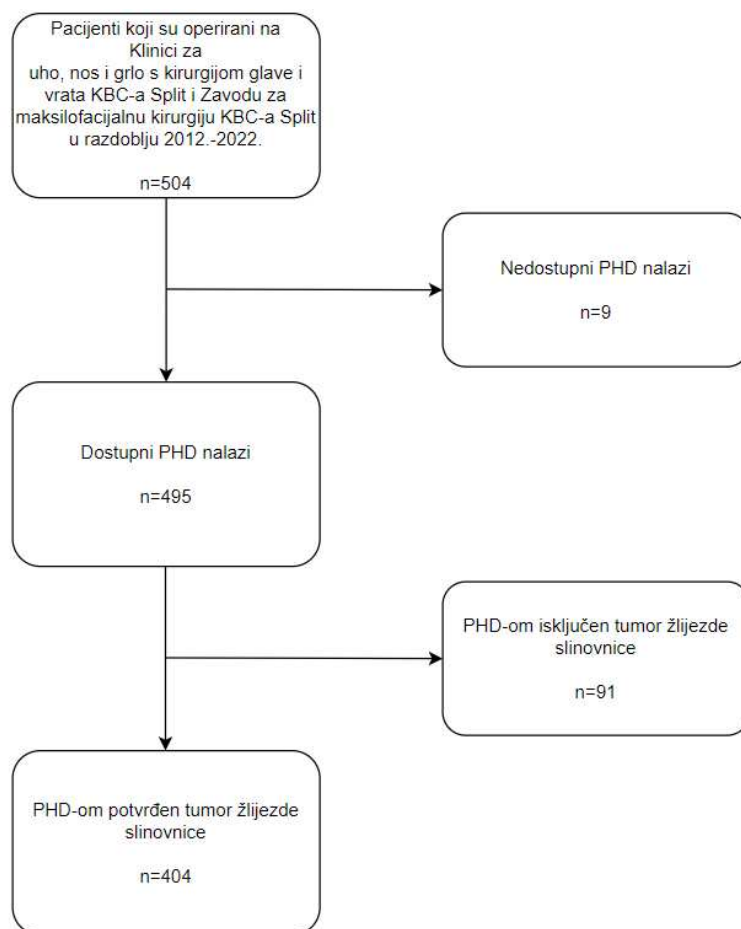 Pacijenti koji su operirani na
Klinici za
uho, nos i grlo s kirurgijom glave i
vrata KBC-a Split i Zavodu za
maksilofacijalnu kirurgiju KBC-a Split
u razdoblju 2012.-2022.
n=504
Nedostupni PHD nalazi
n=9
Dostupni PHD nalazi
n=495
PHD-om isključen tumor žlijezde
slinovnice
n=91
PHD-om potvrđen tumor žlijezde
slinovnice
n=404